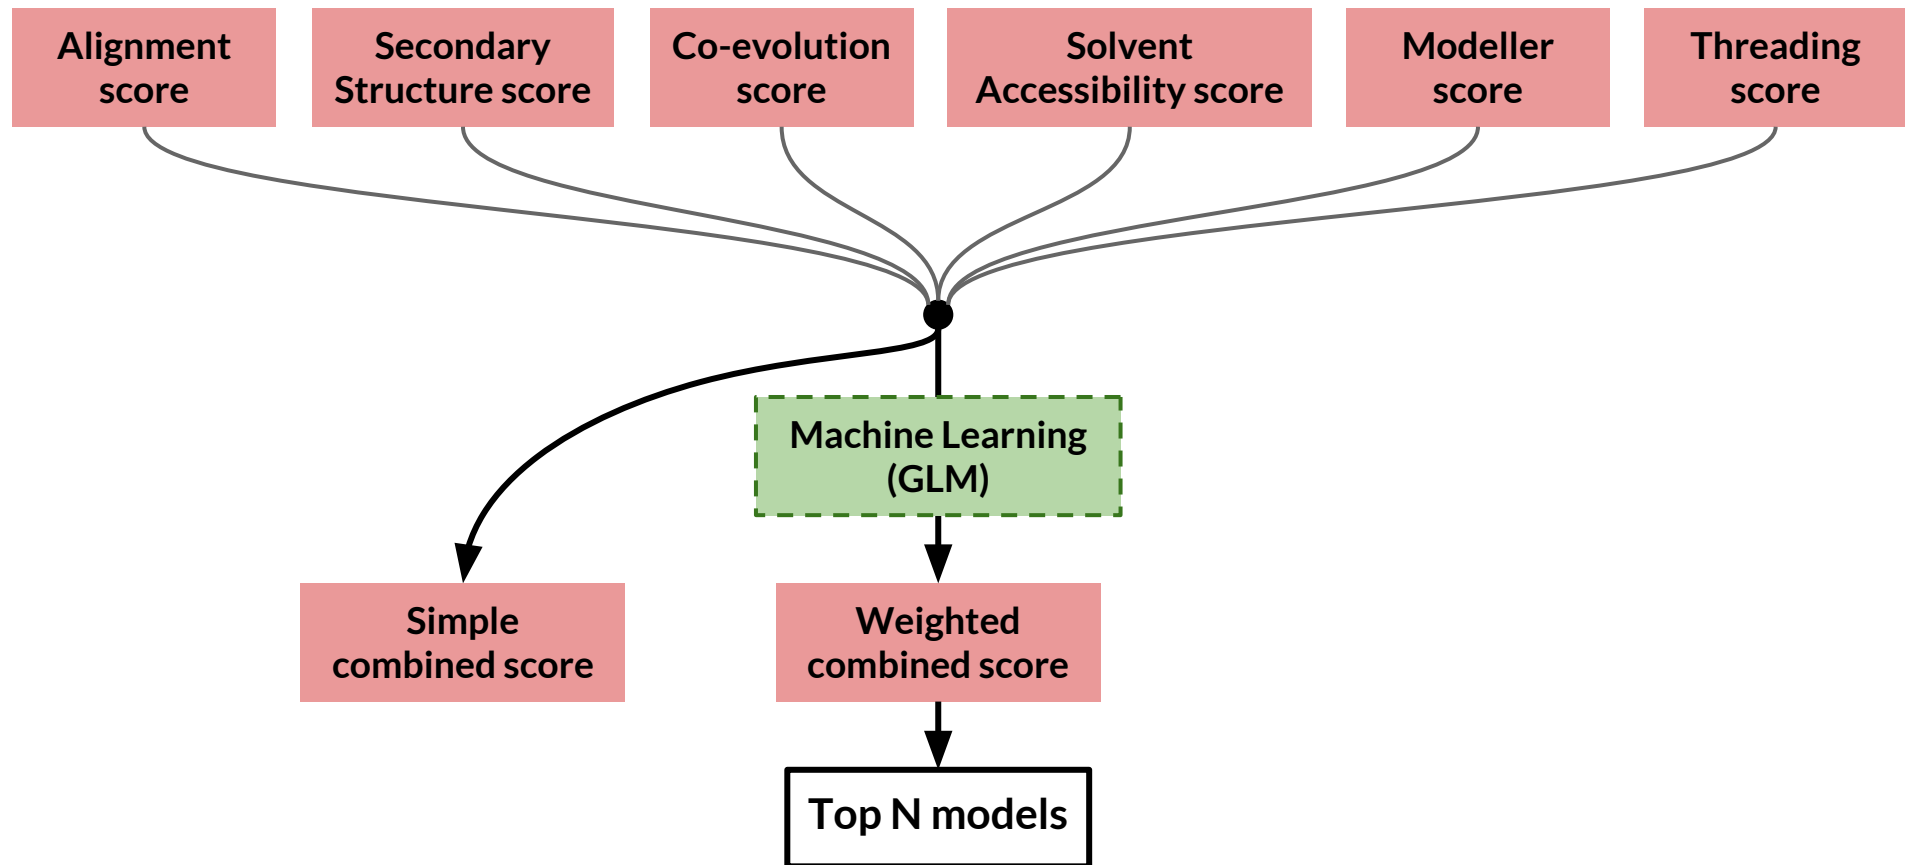 Alignment
score
Secondary
Structure score
Co-evolution
score
Solvent
Accessibility score
Modeller
score
Threading
score
Machine Learning
(GLM)
Simple
combined score
Weighted
combined score
Top N models